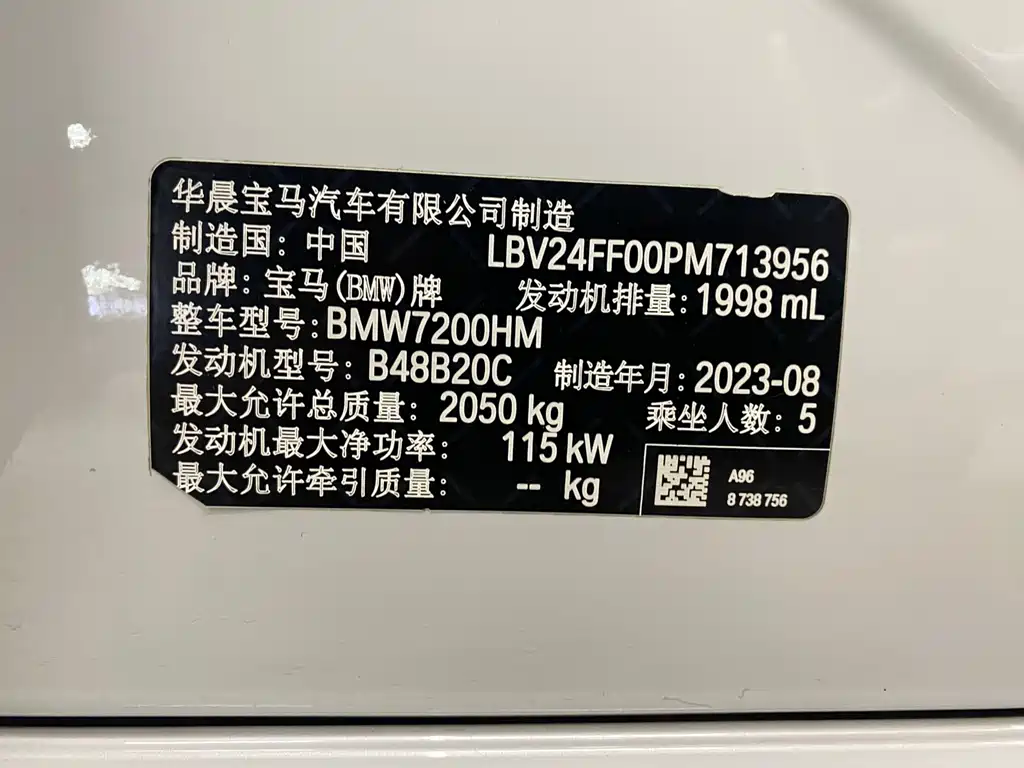 华晨宝马汽车有限公司制造
制造国：中国 LBV24FF00PM713956
品牌：宝马(BMW)牌 发动机排量：1998 mL
整车型号：BMW7200HM
发动机型号：B48B20C 制造年月：2023-08
最大允许总质量：2050 kg 乘坐人数：5
发动机最大净功率：115 kW
最大允许牵引质量：-- kg
A96
8 738 756